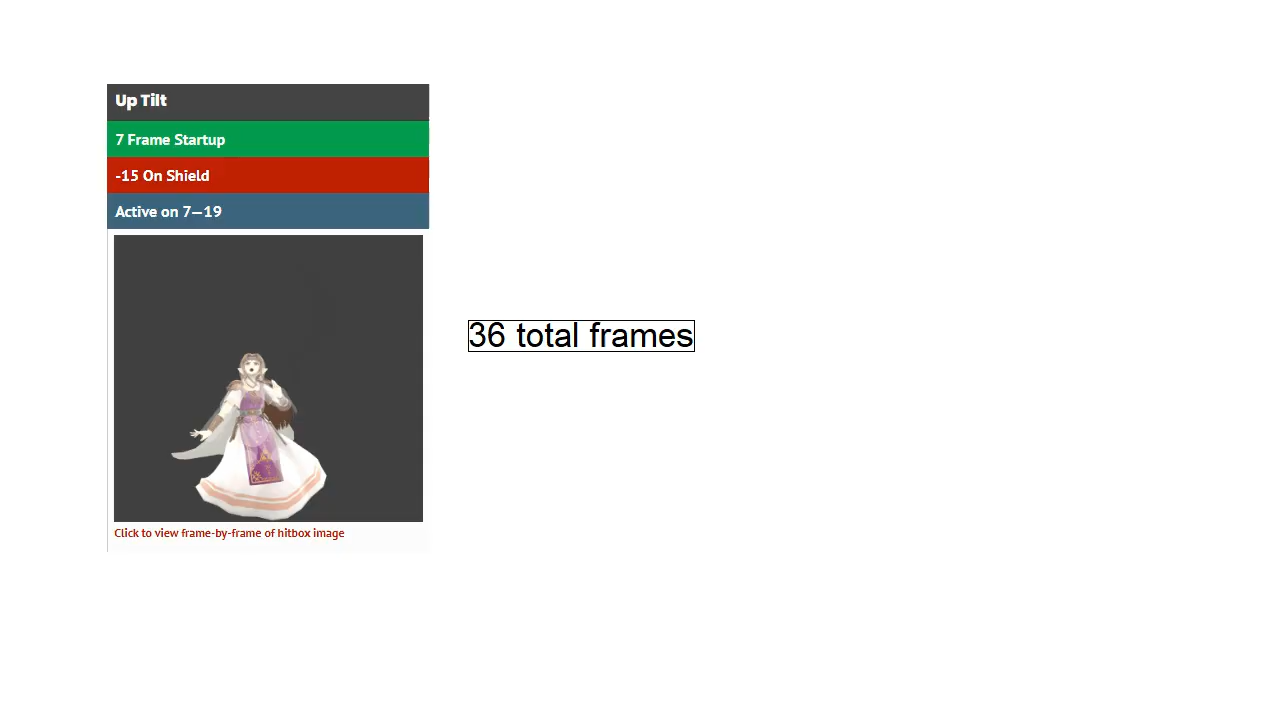 Up Tilt
7 Frame Startup
-15 On Shield
Active on 7—19
36 total frames
Click to view frame-by-frame of hitbox image